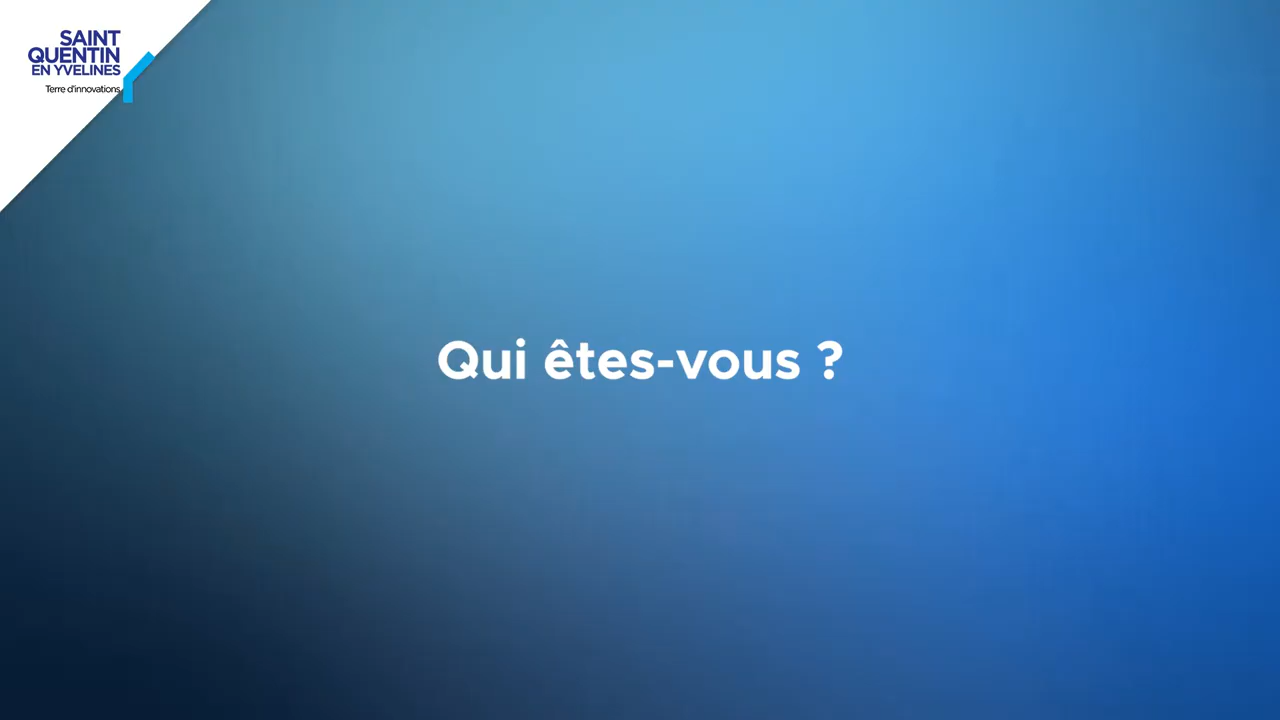 SAINT
QUENTIN
EN YVELINES
Terre d'innovations
Qui êtes-vous ?